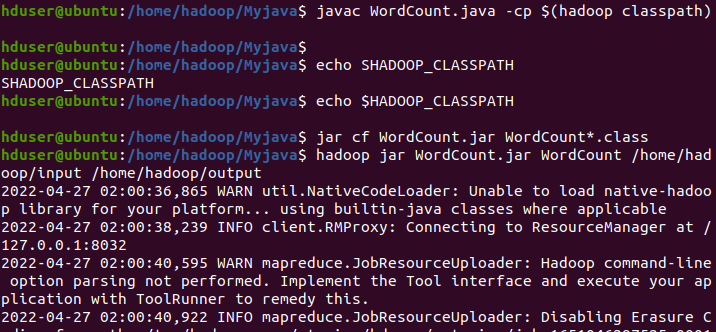 hduser@ubuntu:/home/hadoop/Myjava$ javac WordCount.java -cp $(hadoop classpath)
hduser@ubuntu:/home/hadoop/Myjava$
hduser@ubuntu:/home/hadoop/Myjava$ echo SHADOOP_CLASSPATH
SHADOOP_CLASSPATH
hduser@ubuntu:/home/hadoop/Myjava$ echo $HADOOP_CLASSPATH
hduser@ubuntu:/home/hadoop/Myjava$ jar cf WordCount.jar WordCount*.class
hduser@ubuntu:/home/hadoop/Myjava$ hadoop jar WordCount.jar WordCount /home/had
oop/input /home/hadoop/output
2022-04-27 02:00:36,865 WARN util.NativeCodeLoader: Unable to load native-hadoo
p library for your platform... using builtin-java classes where applicable
2022-04-27 02:00:38,239 INFO client.RMProxy: Connecting to ResourceManager at /
127.0.0.1:8032
2022-04-27 02:00:40,595 WARN mapreduce.JobResourceUploader: Hadoop command-line
 option parsing not performed. Implement the Tool interface and execute your ap
plication with ToolRunner to remedy this.
2022-04-27 02:00:40,922 INFO mapreduce.JobResourceUploader: Disabling Erasure C